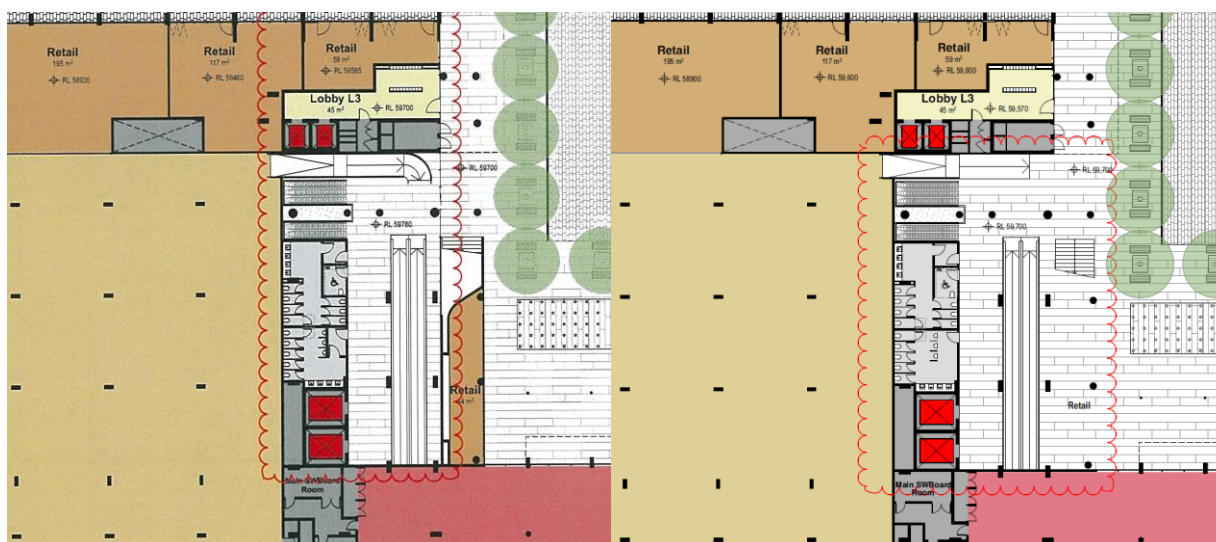 Retail
195 m²
RL 58930
Retail
117 m²
RL 59460
Retail
59 m²
RL 59585
Lobby L3
45 m²
RL 59700
RL 59700
RL 59780
Retail
4 m²
Main SWBoard
Room
Retail
195 m²
RL 58900
Retail
117 m²
RL 59,600
Retail
59 m²
RL 59,600
Lobby L3
45 m²
RL 59,570
RL 59,700
RL 59,700
Retail
Main SWBoard
Room